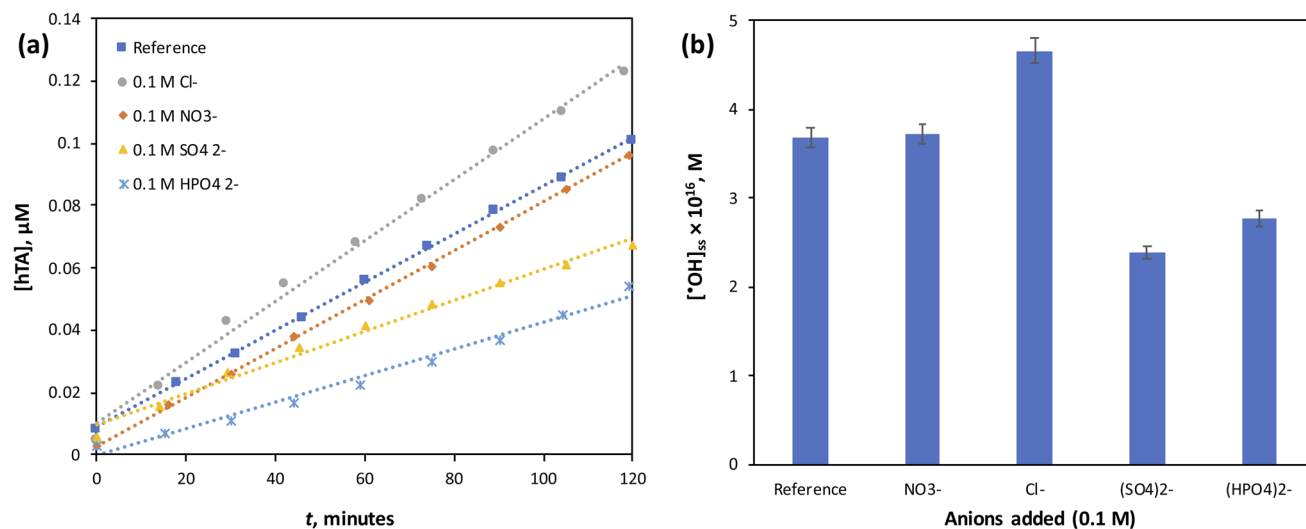 (a)
[hTA], µM
0.14
0.12
0.1
0.08
0.06
0.04
0.02
0
Reference
0.1 M Cl-
0.1 M NO3-
0.1 M SO4 2-
0.1 M HPO4 2-
0 20 40 60 80 100 120
t, minutes
(b)
[•OH]ss × 10¹⁶, M
5
4
3
2
1
0
Reference NO3- Cl- (SO4)2- (HPO4)2-
Anions added (0.1 M)